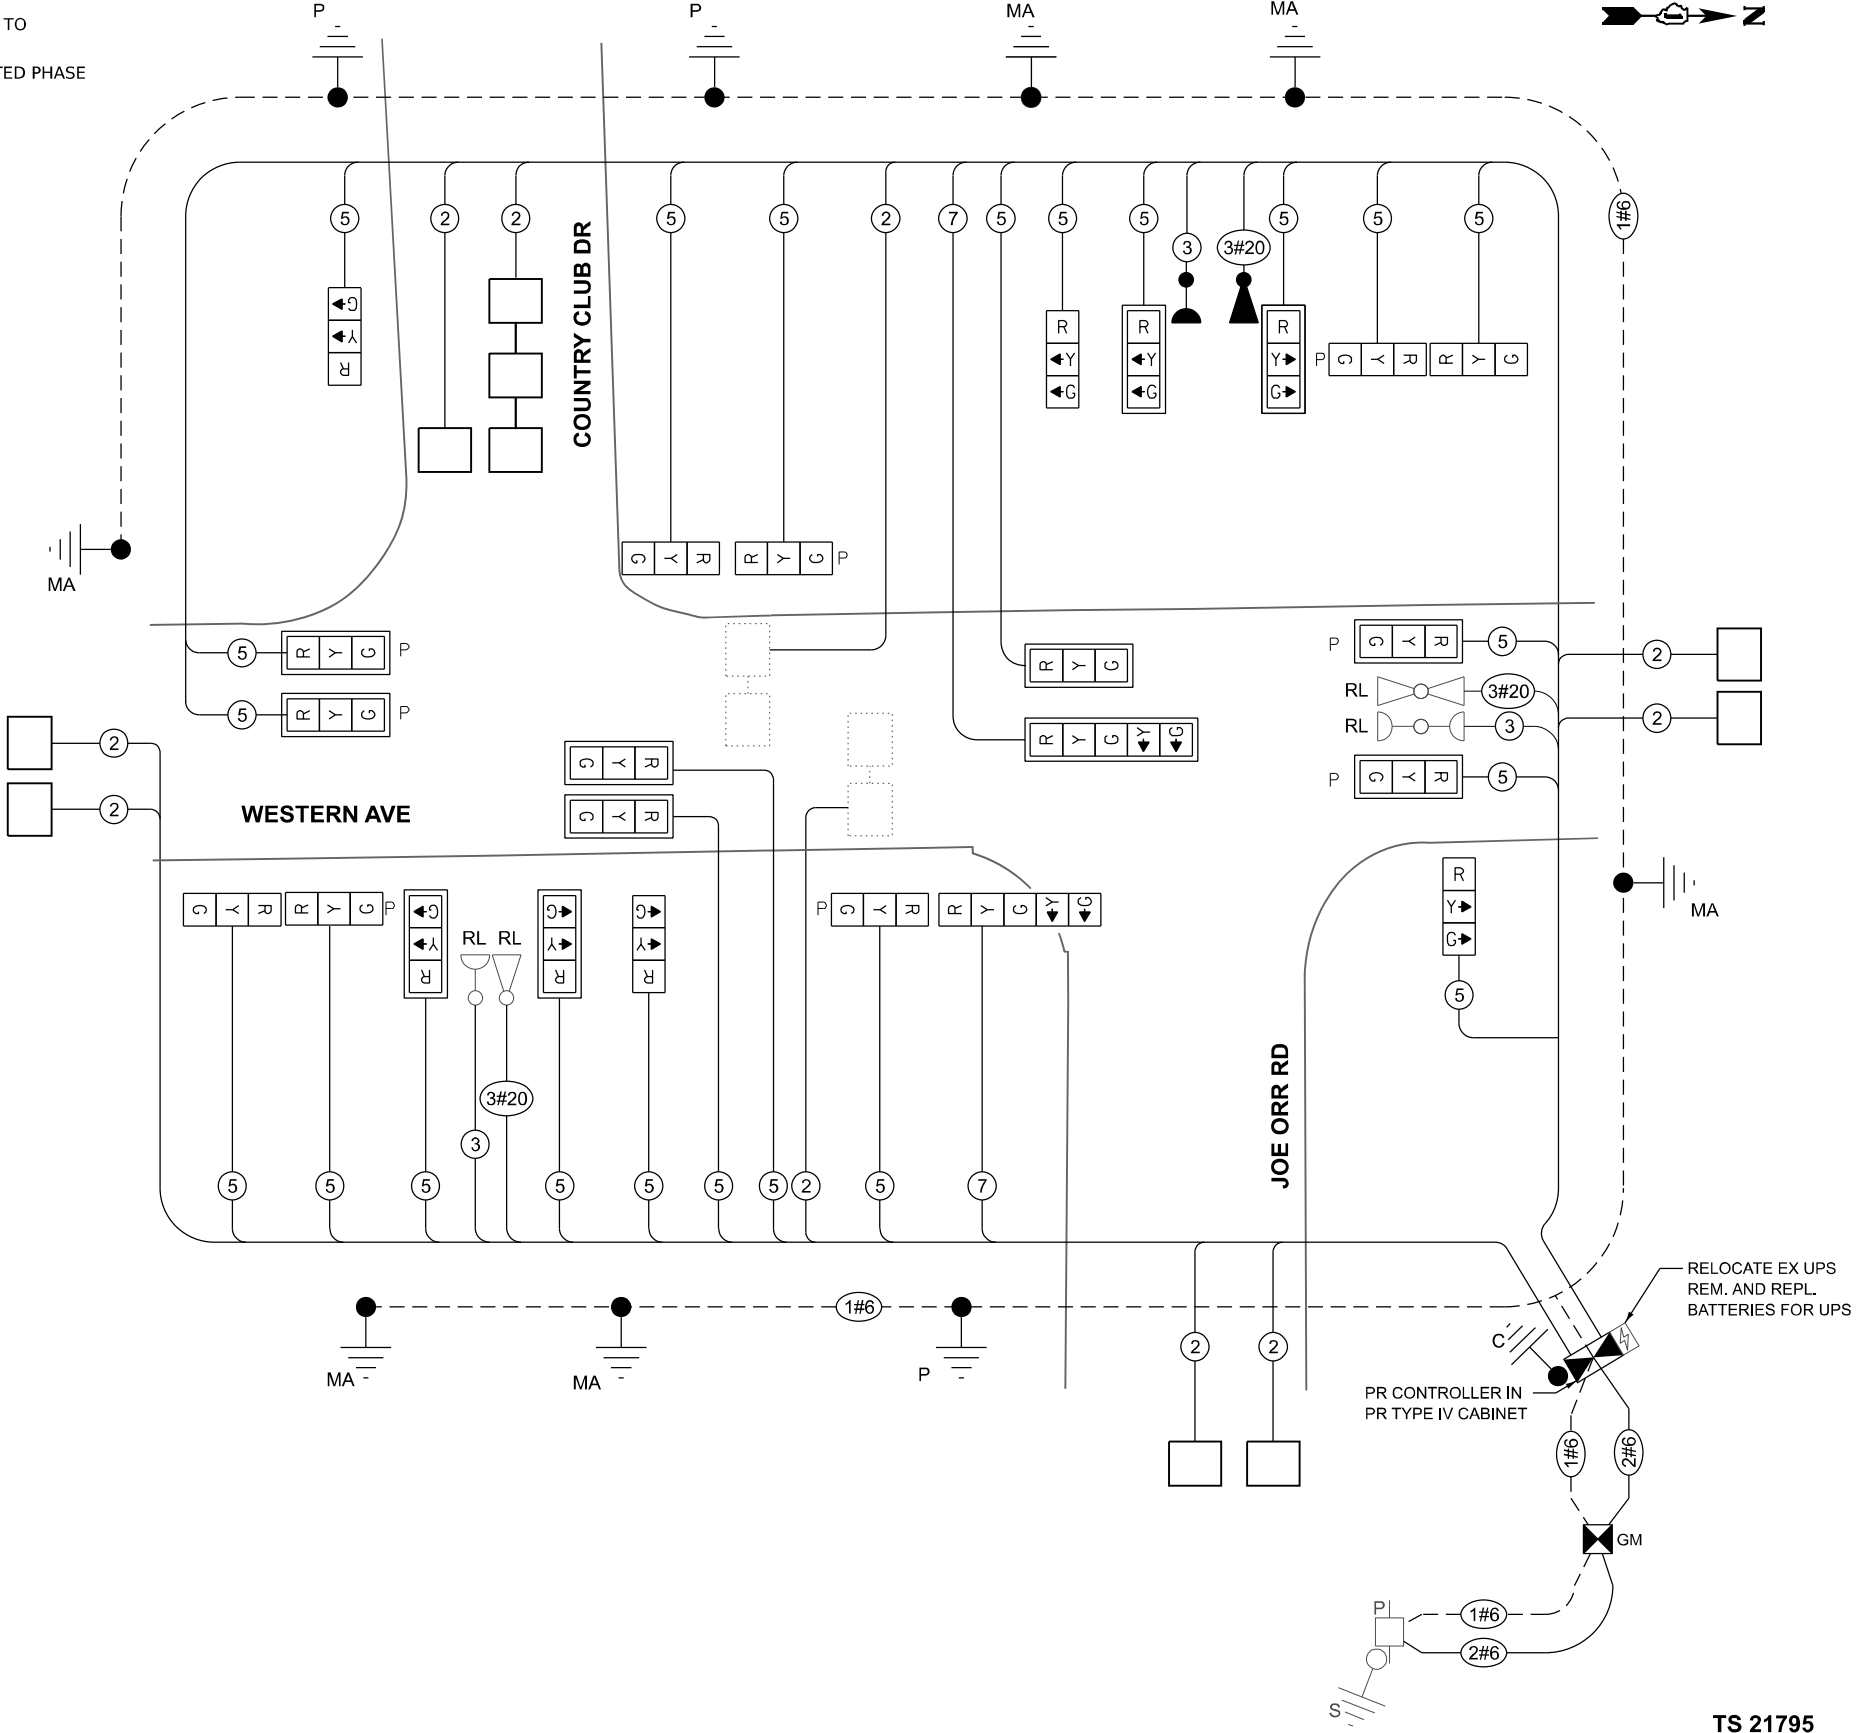 TO
TED PHASE
P
P
MA
MA
N
5
2
2
5
5
2
7
5
5
5
3
3#20
5
5
5
1#6
G
Y
R
COUNTRY CLUB DR
R
Y
G
R
Y
G
R
Y
G
P
G Y R
R Y G
G Y R
R Y G
P
MA
5
R Y G
P
5
R Y G
P
R Y G
R Y G Y G
P
G Y R
5
RL
3#20
RL
3
P
G Y R
5
2
2
2
2
WESTERN AVE
G Y R
G Y R
G Y R
R Y G
P
G
Y
R
RL
RL
G
Y
R
G
Y
R
P
G Y R
R Y G Y G
R
Y
G
5
MA
3#20
3
JOE ORR RD
5
5
5
5
5
5
5
2
5
7
1#6
MA
MA
P
2
2
C
RELOCATE EX UPS
REM. AND REPL.
BATTERIES FOR UPS
PR CONTROLLER IN
PR TYPE IV CABINET
1#6
2#6
GM
P
1#6
2#6
S
TS 21795